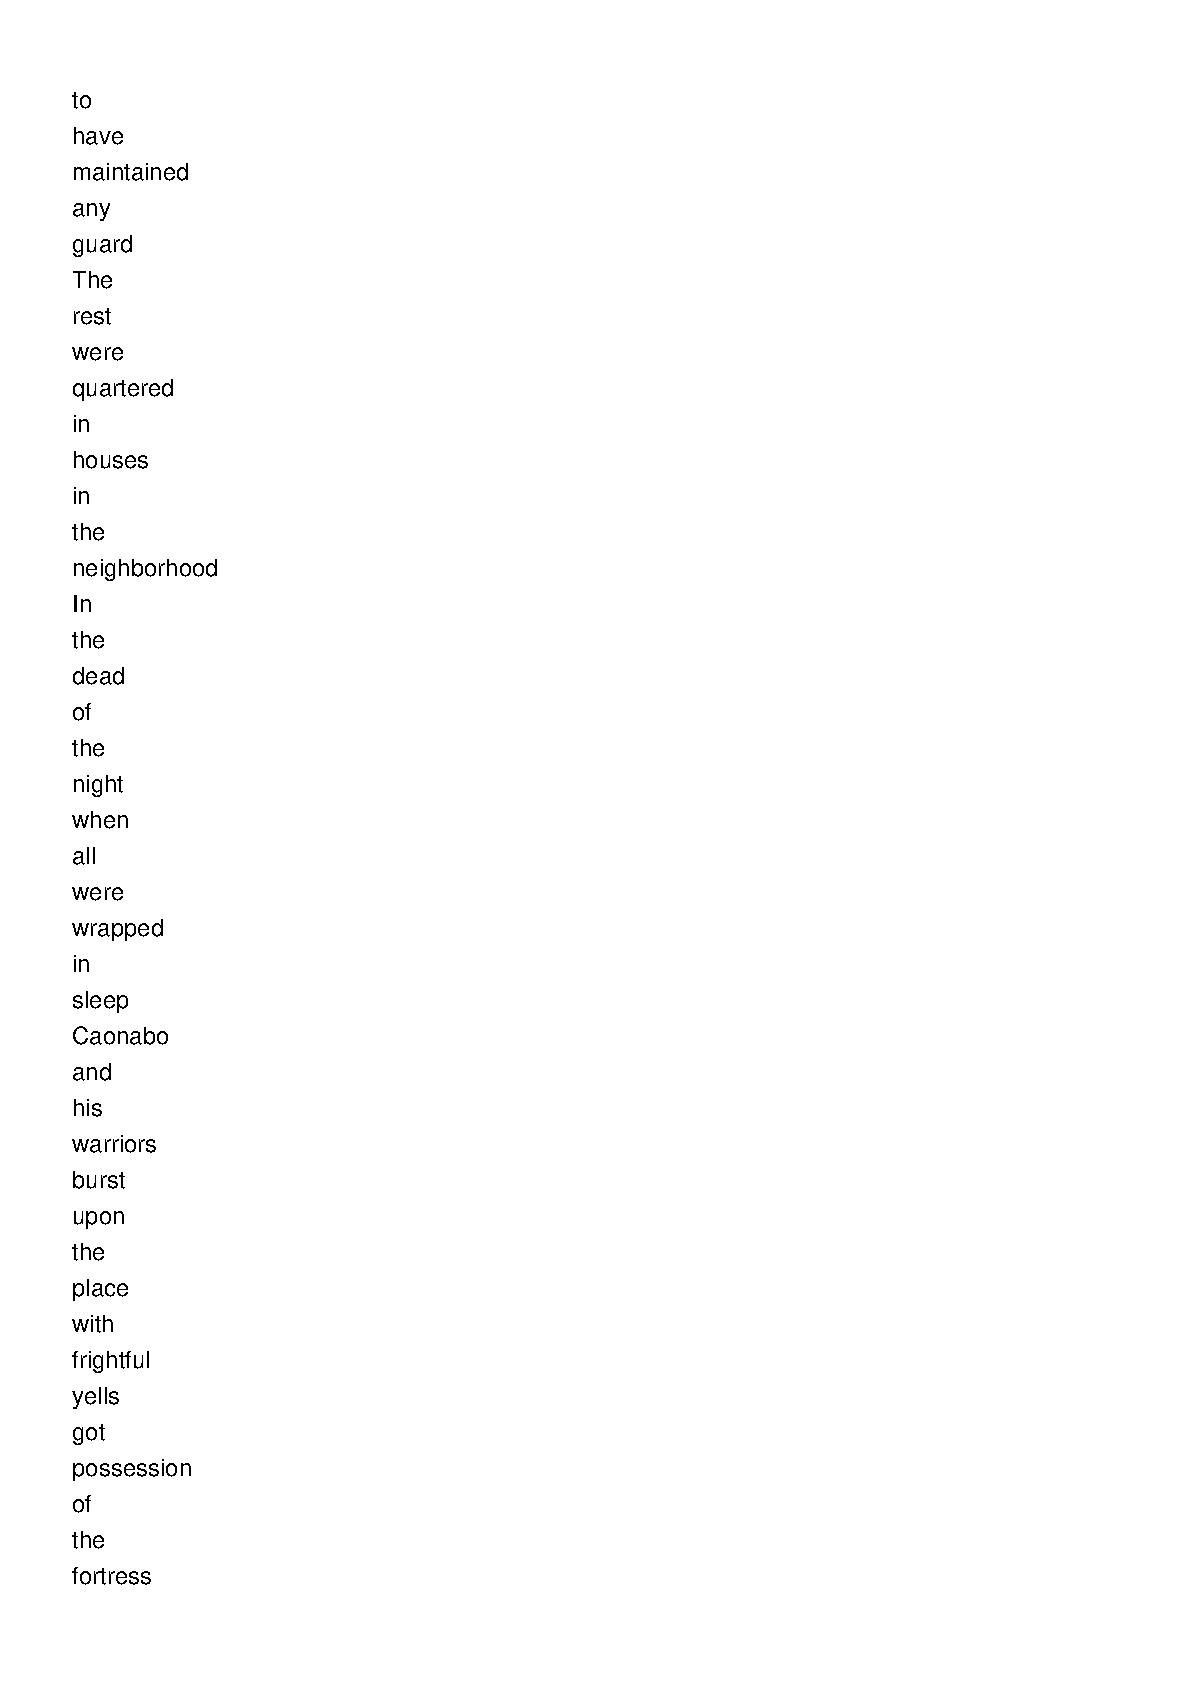 to
have
maintained
any
guard
The
rest
were
quartered
in
houses
in
the
neighborhood
In
the
dead
of
the
night
when
all
were
wrapped
in
sleep
Caonabo
and
his
warriors
burst
upon
the
place
with
frightful
yells
got
possession
of
the
fortress